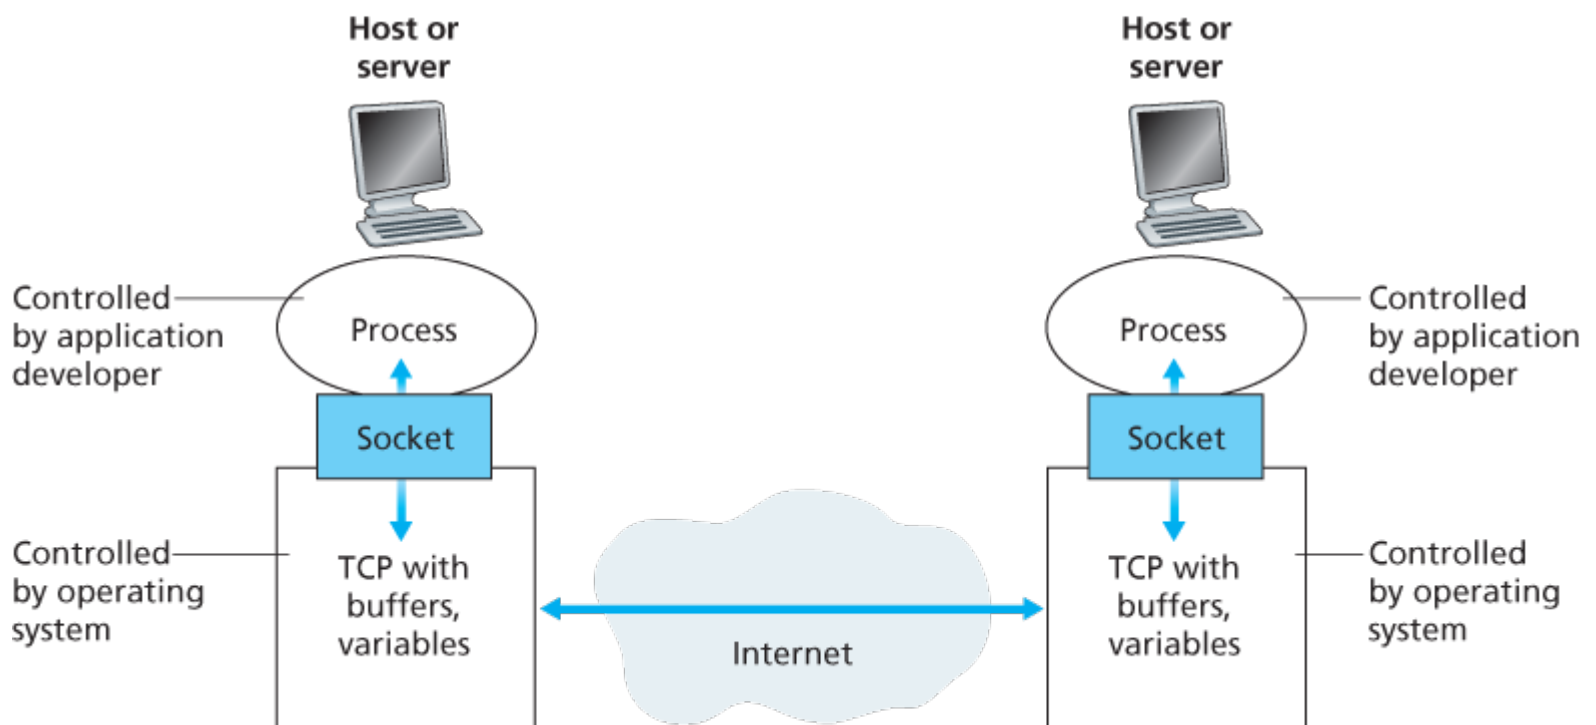 Host or
server
Host or
server
Controlled
by application
developer
Process
Process
Controlled
by application
developer
Socket
Socket
Controlled
by operating
system
TCP with
buffers,
variables
Internet
TCP with
buffers,
variables
Controlled
by operating
system